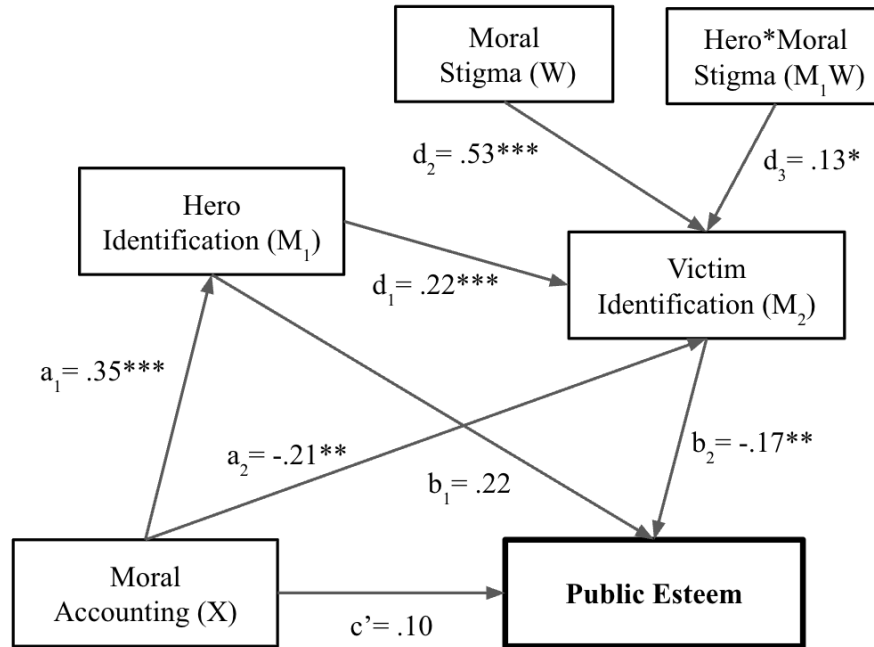 Moral
Stigma (W)
Hero*Moral
Stigma (M₁W)
d₂= .53***
d₃= .13*
Hero
Identification (M₁)
Victim
Identification (M₂)
d₁= .22***
a₁= .35***
a₂= -.21**
b₁= .22
b₂= -.17**
Moral
Accounting (X)
Public Esteem
c’= .10